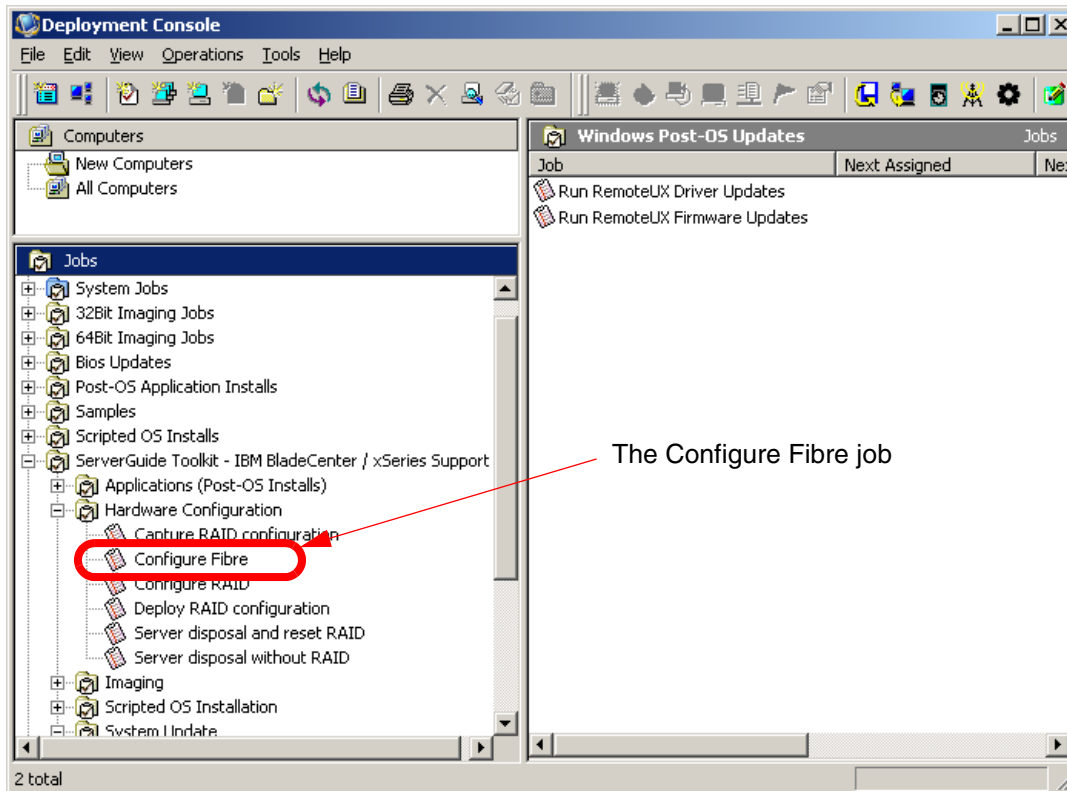 Deployment Console
File Edit View Operations Tools Help
Computers
New Computers
All Computers
Jobs
System Jobs
32Bit Imaging Jobs
64Bit Imaging Jobs
Bios Updates
Post-OS Application Installs
Samples
Scripted OS Installs
ServerGuide Toolkit - IBM BladeCenter / xSeries Support
Applications (Post-OS Installs)
Hardware Configuration
Capture RAID configuration
Configure Fibre
Configure RAID
Deploy RAID configuration
Server disposal and reset RAID
Server disposal without RAID
Imaging
Scripted OS Installation
System Update
Windows Post-OS Updates Jobs
Job Next Assigned
Run RemoteUX Driver Updates
Run RemoteUX Firmware Updates
The Configure Fibre job
2 total